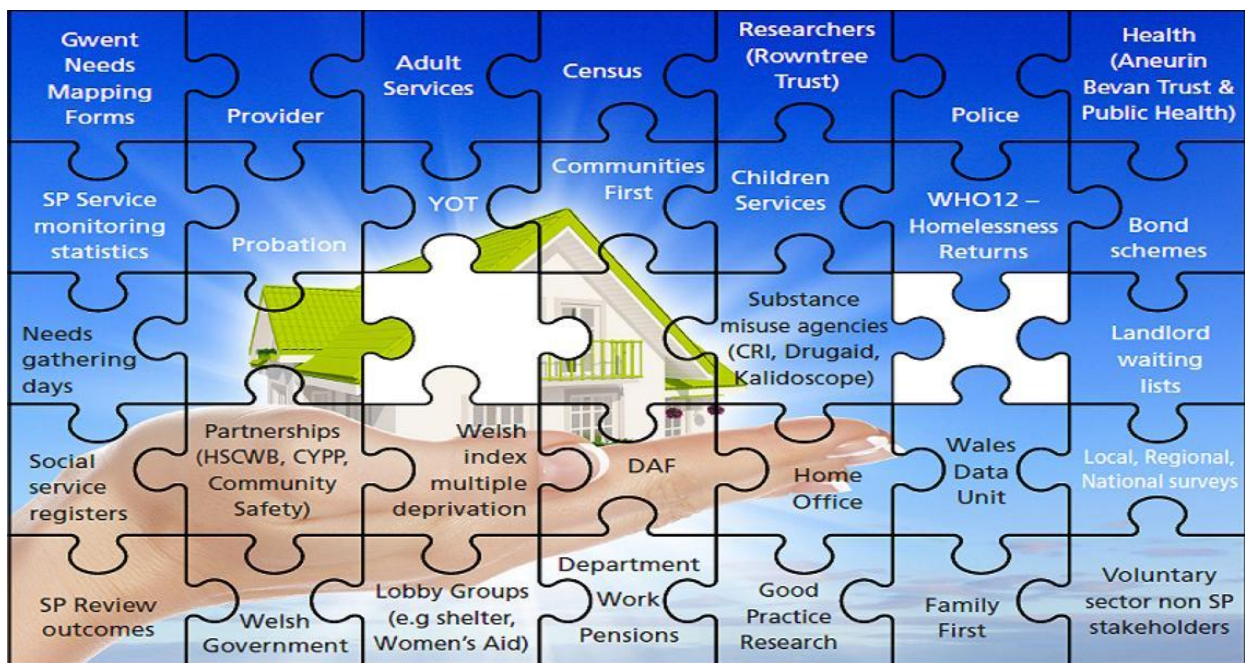 Gwent
Needs
Mapping
Forms
Provider
Adult
Services
Census
Researchers
(Rowntree
Trust)
Police
Health
(Aneurin
Bevan Trust &
Public Health)
SP Service
monitoring
statistics
Probation
YOT
Communities
First
Children
Services
WHO12 –
Homelessness
Returns
Bond
schemes
Needs
gathering
days
Substance
misuse agencies
(CRI, Drugaid,
Kalidoscope)
Landlord
waiting
lists
Social
service
registers
Partnerships
(HSCWB, CYPP,
Community
Safety)
Welsh
index
multiple
deprivation
DAF
Home
Office
Wales
Data
Unit
Local, Regional,
National surveys
SP Review
outcomes
Welsh
Government
Lobby Groups
(e.g shelter,
Women's Aid)
Department
Work
Pensions
Good
Practice
Research
Family
First
Voluntary
sector non SP
stakeholders